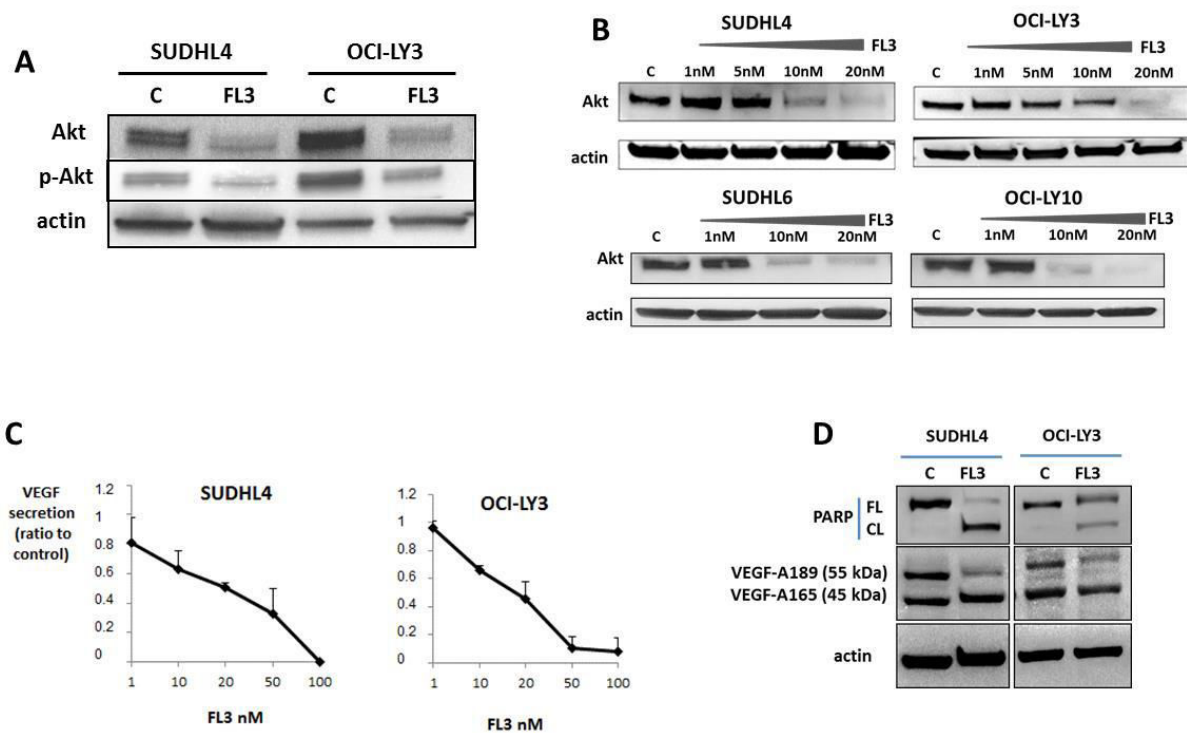 A
SUDHL4 OCI-LY3
C FL3 C FL3
Akt
p-Akt
actin
B
SUDHL4
FL3
C 1nM 5nM 10nM 20nM
Akt
actin
OCI-LY3
FL3
C 1nM 5nM 10nM 20nM
SUDHL6
FL3
C 1nM 10nM 20nM
Akt
actin
OCI-LY10
FL3
C 1nM 10nM 20nM
C
VEGF
secretion
(ratio to
control)
SUDHL4
1.2
1
0.8
0.6
0.4
0.2
0
1 10 20 50 100
FL3 nM
OCI-LY3
1.2
1
0.8
0.6
0.4
0.2
0
1 10 20 50 100
FL3 nM
D
SUDHL4 OCI-LY3
C FL3 C FL3
PARP
FL
CL
VEGF-A189 (55 kDa)
VEGF-A165 (45 kDa)
actin